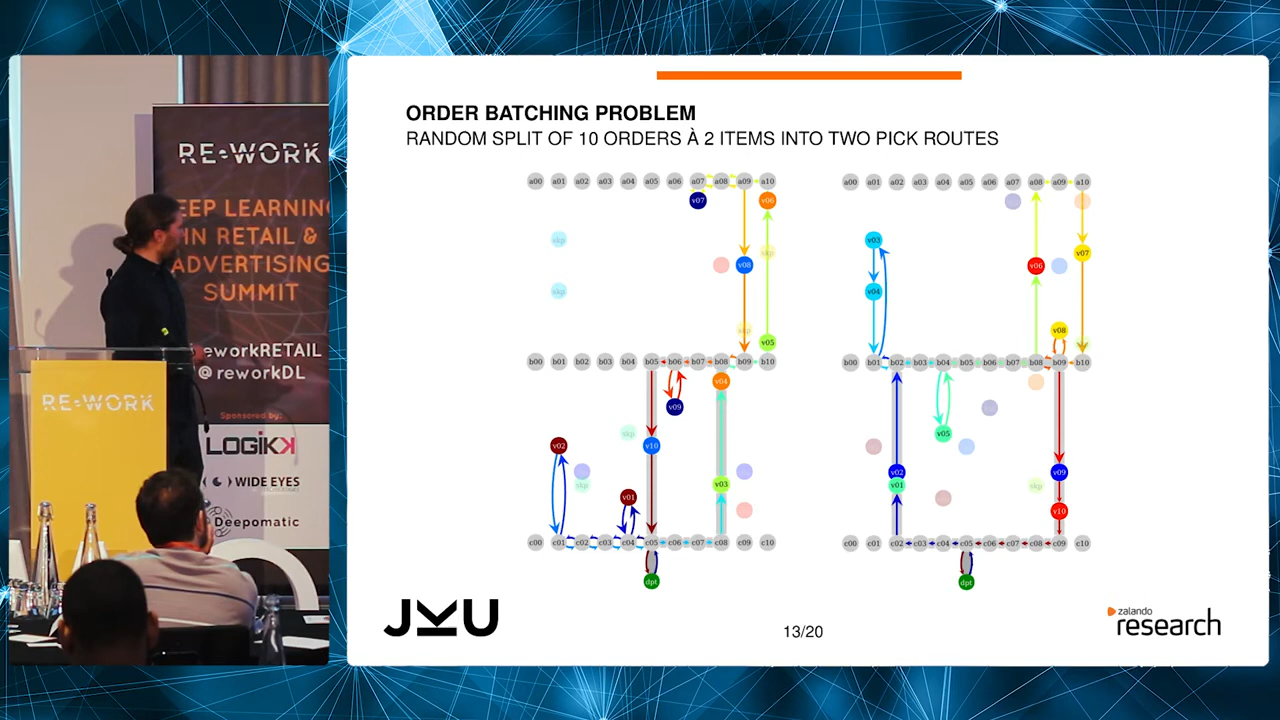 RE·WORK
EEP LEARNING
IN RETAIL &
ADVERTISING
SUMMIT
eworkRETAIL
@reworkDL
Sponsored by:
LOGIKK
WIDE EYES
Deepomatic
RE·WORK
ORDER BATCHING PROBLEM
RANDOM SPLIT OF 10 ORDERS À 2 ITEMS INTO TWO PICK ROUTES
a00 a01 a02 a03 a04 a05 a06 a07 a08 a09 a10
v07 v06
skp
v08 skp
skp
skp
v05
b00 b01 b02 b03 b04 b05 b06 b07 b08 b09 b10
v04
v09
skp
v02 v10
skp v03
v01
c00 c01 c02 c03 c04 c05 c06 c07 c08 c09 c10
dpt
a00 a01 a02 a03 a04 a05 a06 a07 a08 a09 a10
v03
v07
v06
v04
v08
b00 b01 b02 b03 b04 b05 b06 b07 b08 b09 b10
v05
v02 v09
v01 skp
v10
c00 c01 c02 c03 c04 c05 c06 c07 c08 c09 c10
dpt
JKU
13/20
zalando
research